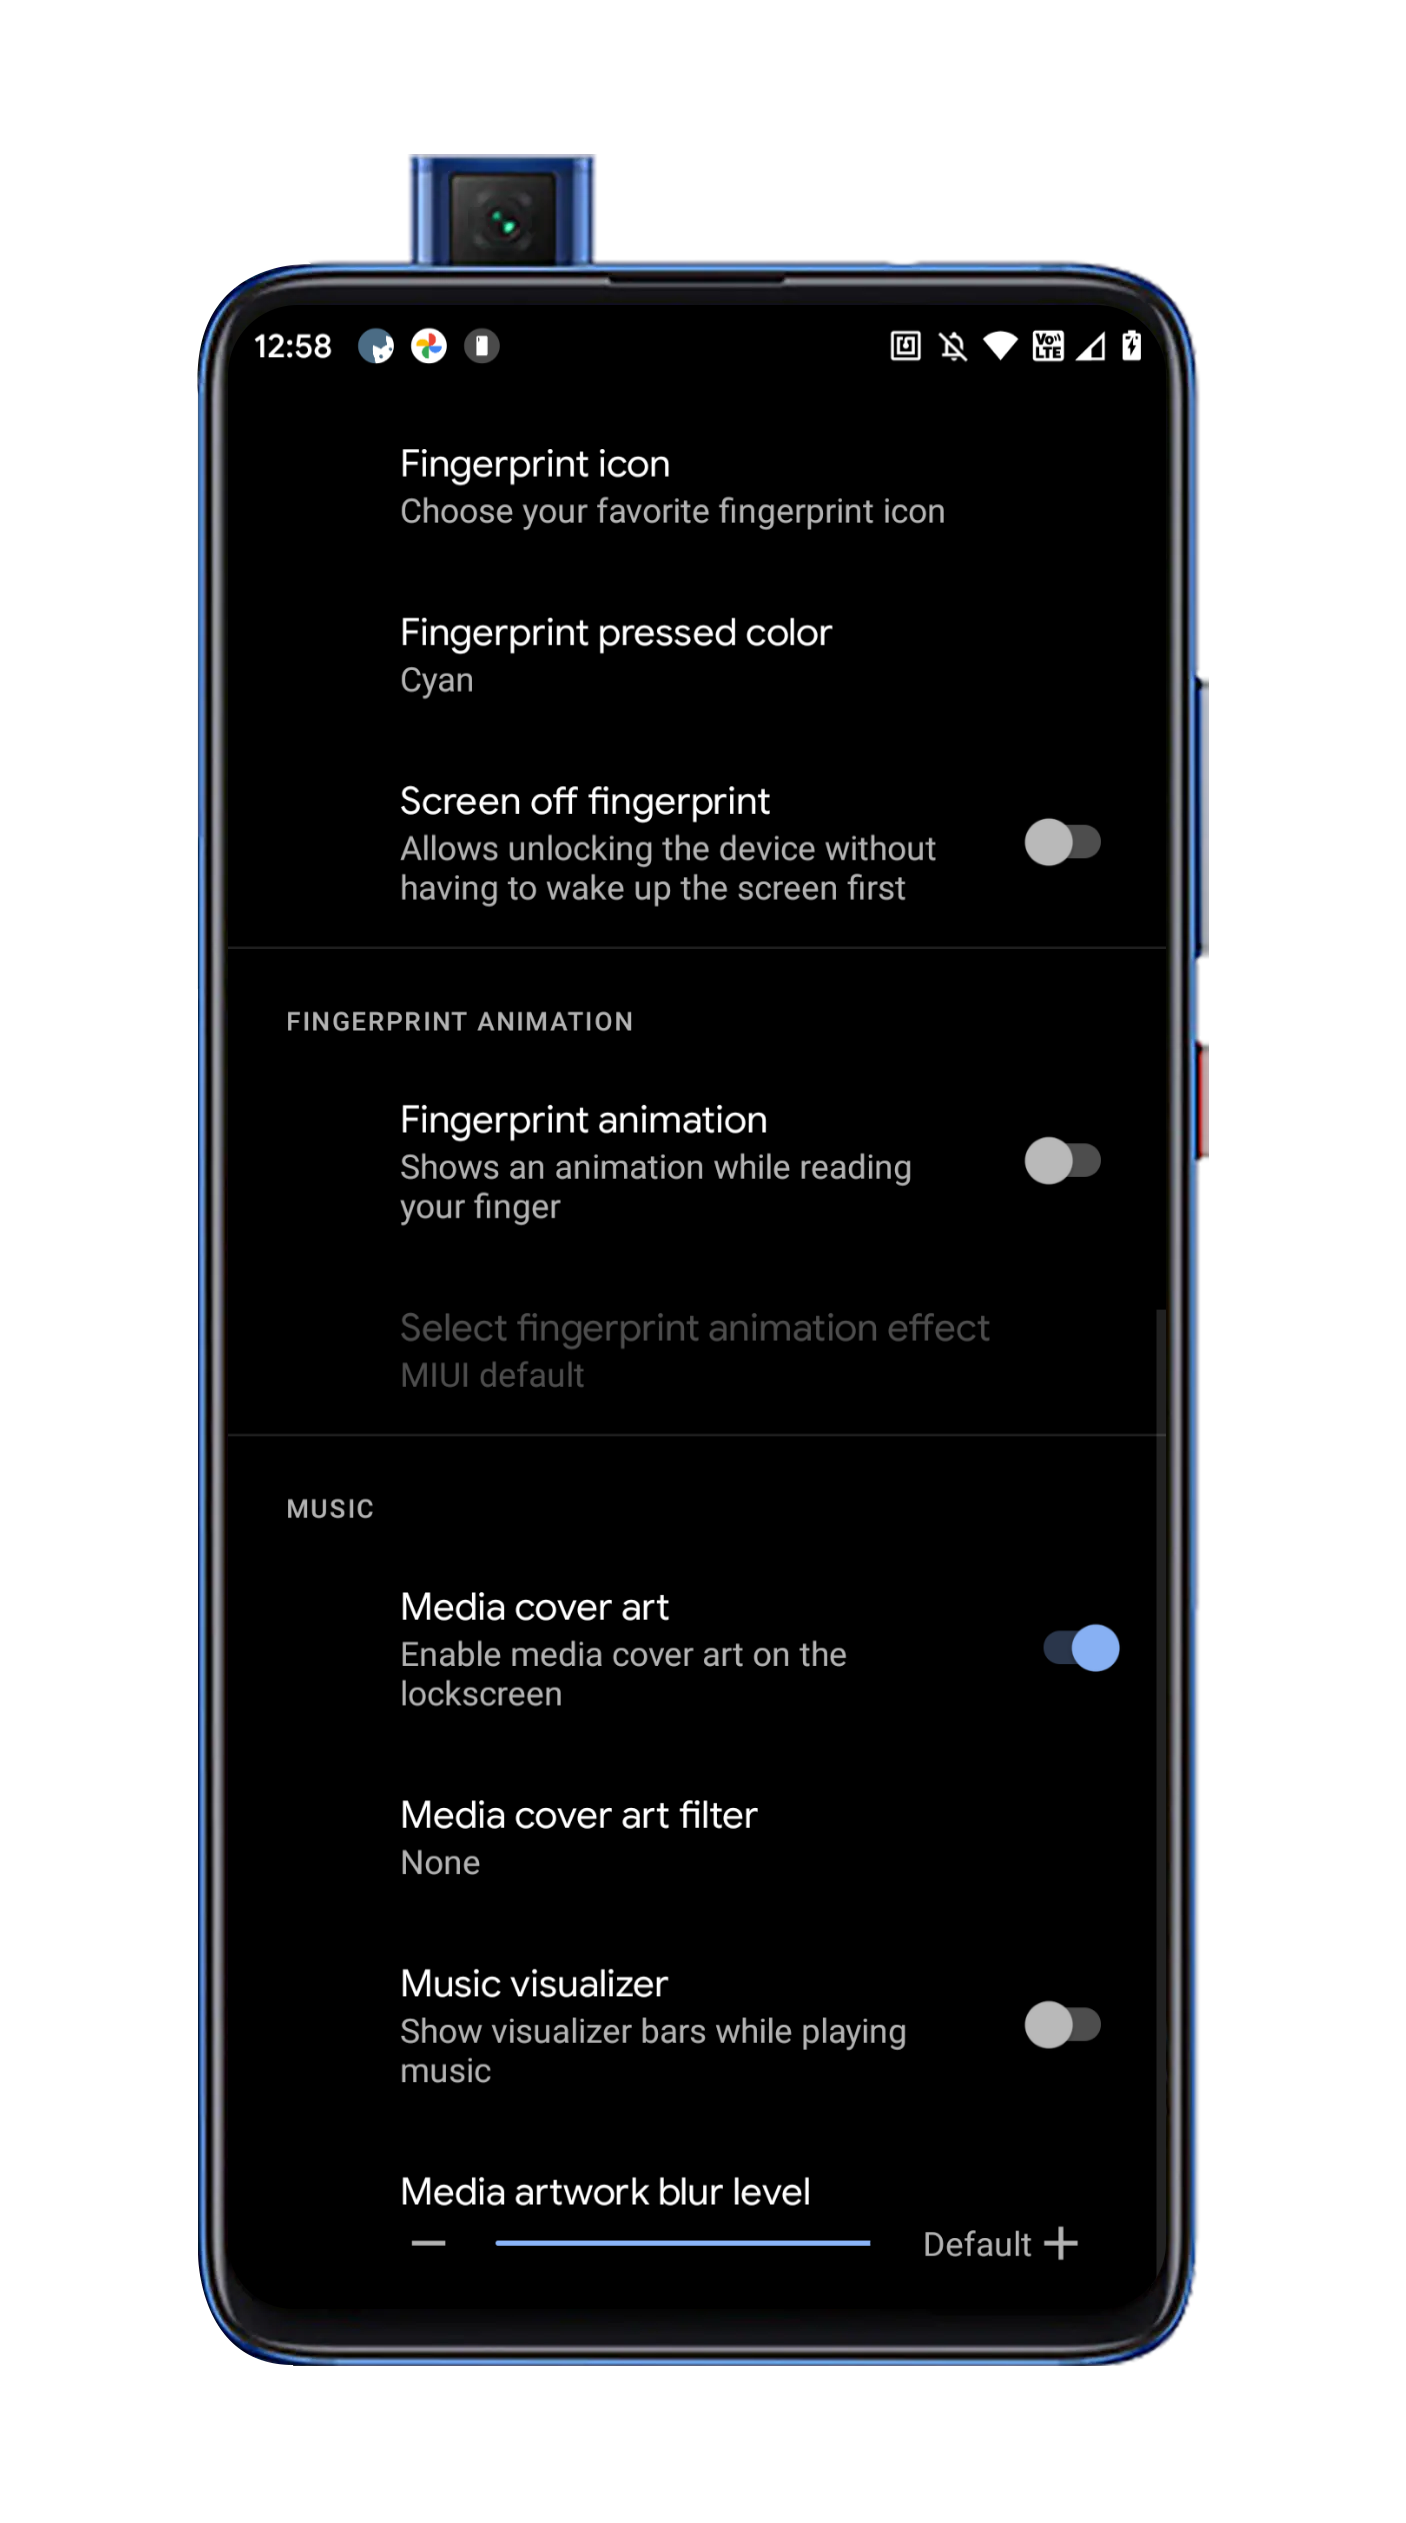 12:58
Vo)) LTE
Fingerprint icon
Choose your favorite fingerprint icon
Fingerprint pressed color
Cyan
Screen off fingerprint
Allows unlocking the device without
having to wake up the screen first
FINGERPRINT ANIMATION
Fingerprint animation
Shows an animation while reading
your finger
Select fingerprint animation effect
MIUI default
MUSIC
Media cover art
Enable media cover art on the
lockscreen
Media cover art filter
None
Music visualizer
Show visualizer bars while playing
music
Media artwork blur level
Default